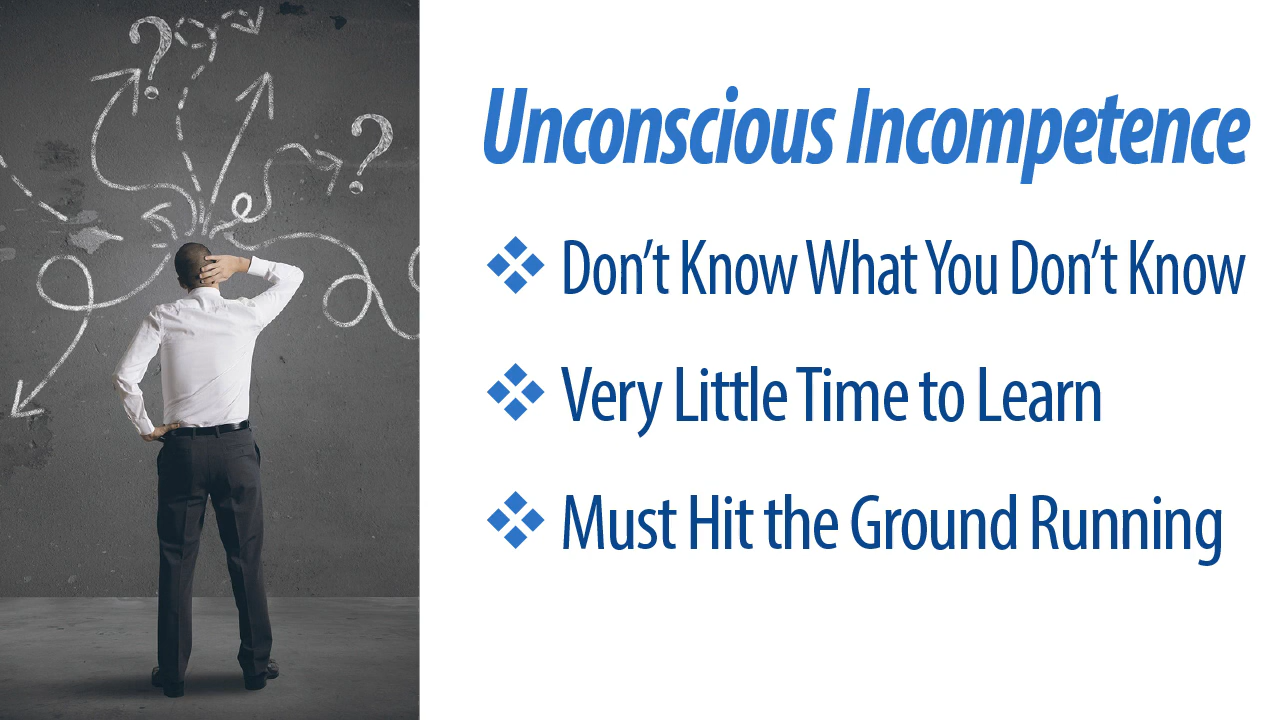 ?
?
Unconscious Incompetence
Don’t Know What You Don’t Know
Very Little Time to Learn
Must Hit the Ground Running